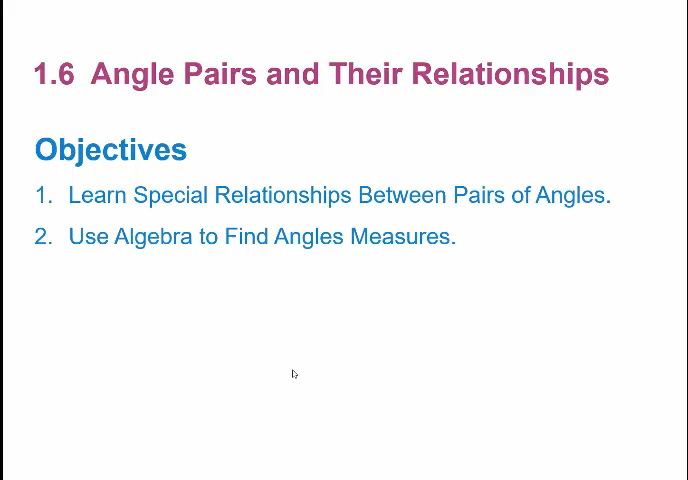 1.6 Angle Pairs and Their Relationships
Objectives
1. Learn Special Relationships Between Pairs of Angles.
2. Use Algebra to Find Angles Measures.